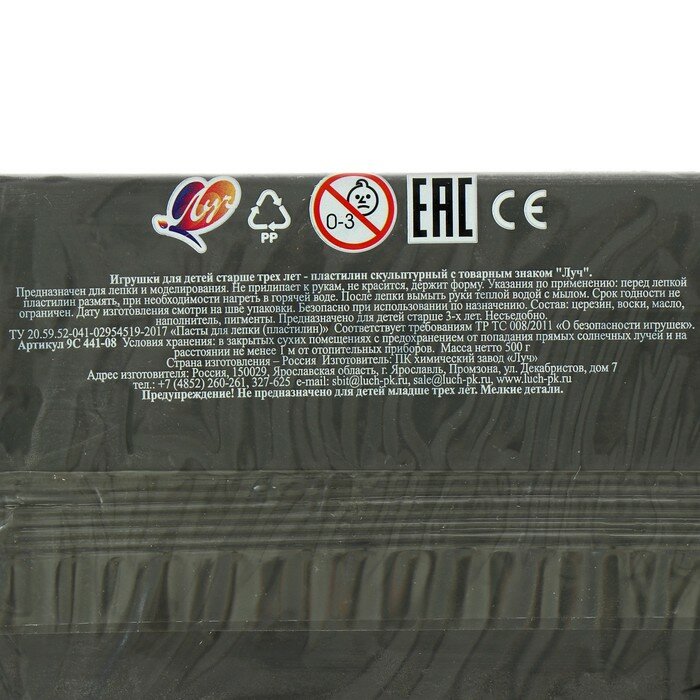 Луч
PP
0-3
ЕАС
CE
Игрушки для детей старше трех лет - пластилин скульптурный с товарным знаком "Луч".
Предназначен для лепки и моделирования. Не прилипает к рукам, не красится, держит форму. Указания по применению: перед лепкой
пластилин размять, при необходимости нагреть в горячей воде. После лепки вымыть руки теплой водой с мылом. Срок годности не
ограничен. Дату изготовления смотри на шве упаковки. Безопасно при использовании по назначению. Состав: церезин, воски, масло,
наполнитель, пигменты. Предназначено для детей старше 3-х лет. Несъедобно.
ТУ 20.59.52-041-02954519-2017 «Пасты для лепки (пластилин)» Соответствует требованиям ТР ТС 008/2011 «О безопасности игрушек»
Артикул 9С 441-08 Условия хранения: в закрытых сухих помещениях с предохранением от попадания прямых солнечных лучей и на
расстоянии не менее 1 м от отопительных приборов. Масса нетто 500 г
Страна изготовления – Россия Изготовитель: ПК химический завод «Луч»
Адрес изготовителя: Россия, 150029, Ярославская область, г. Ярославль, Промзона, ул. Декабристов, дом 7
тел.: +7 (4852) 260-261, 327-625 e-mail: sbit@luch-pk.ru, sale@luch-pk.ru, www.luch-pk.ru
Предупреждение! Не предназначено для детей младше трех лет. Мелкие детали.